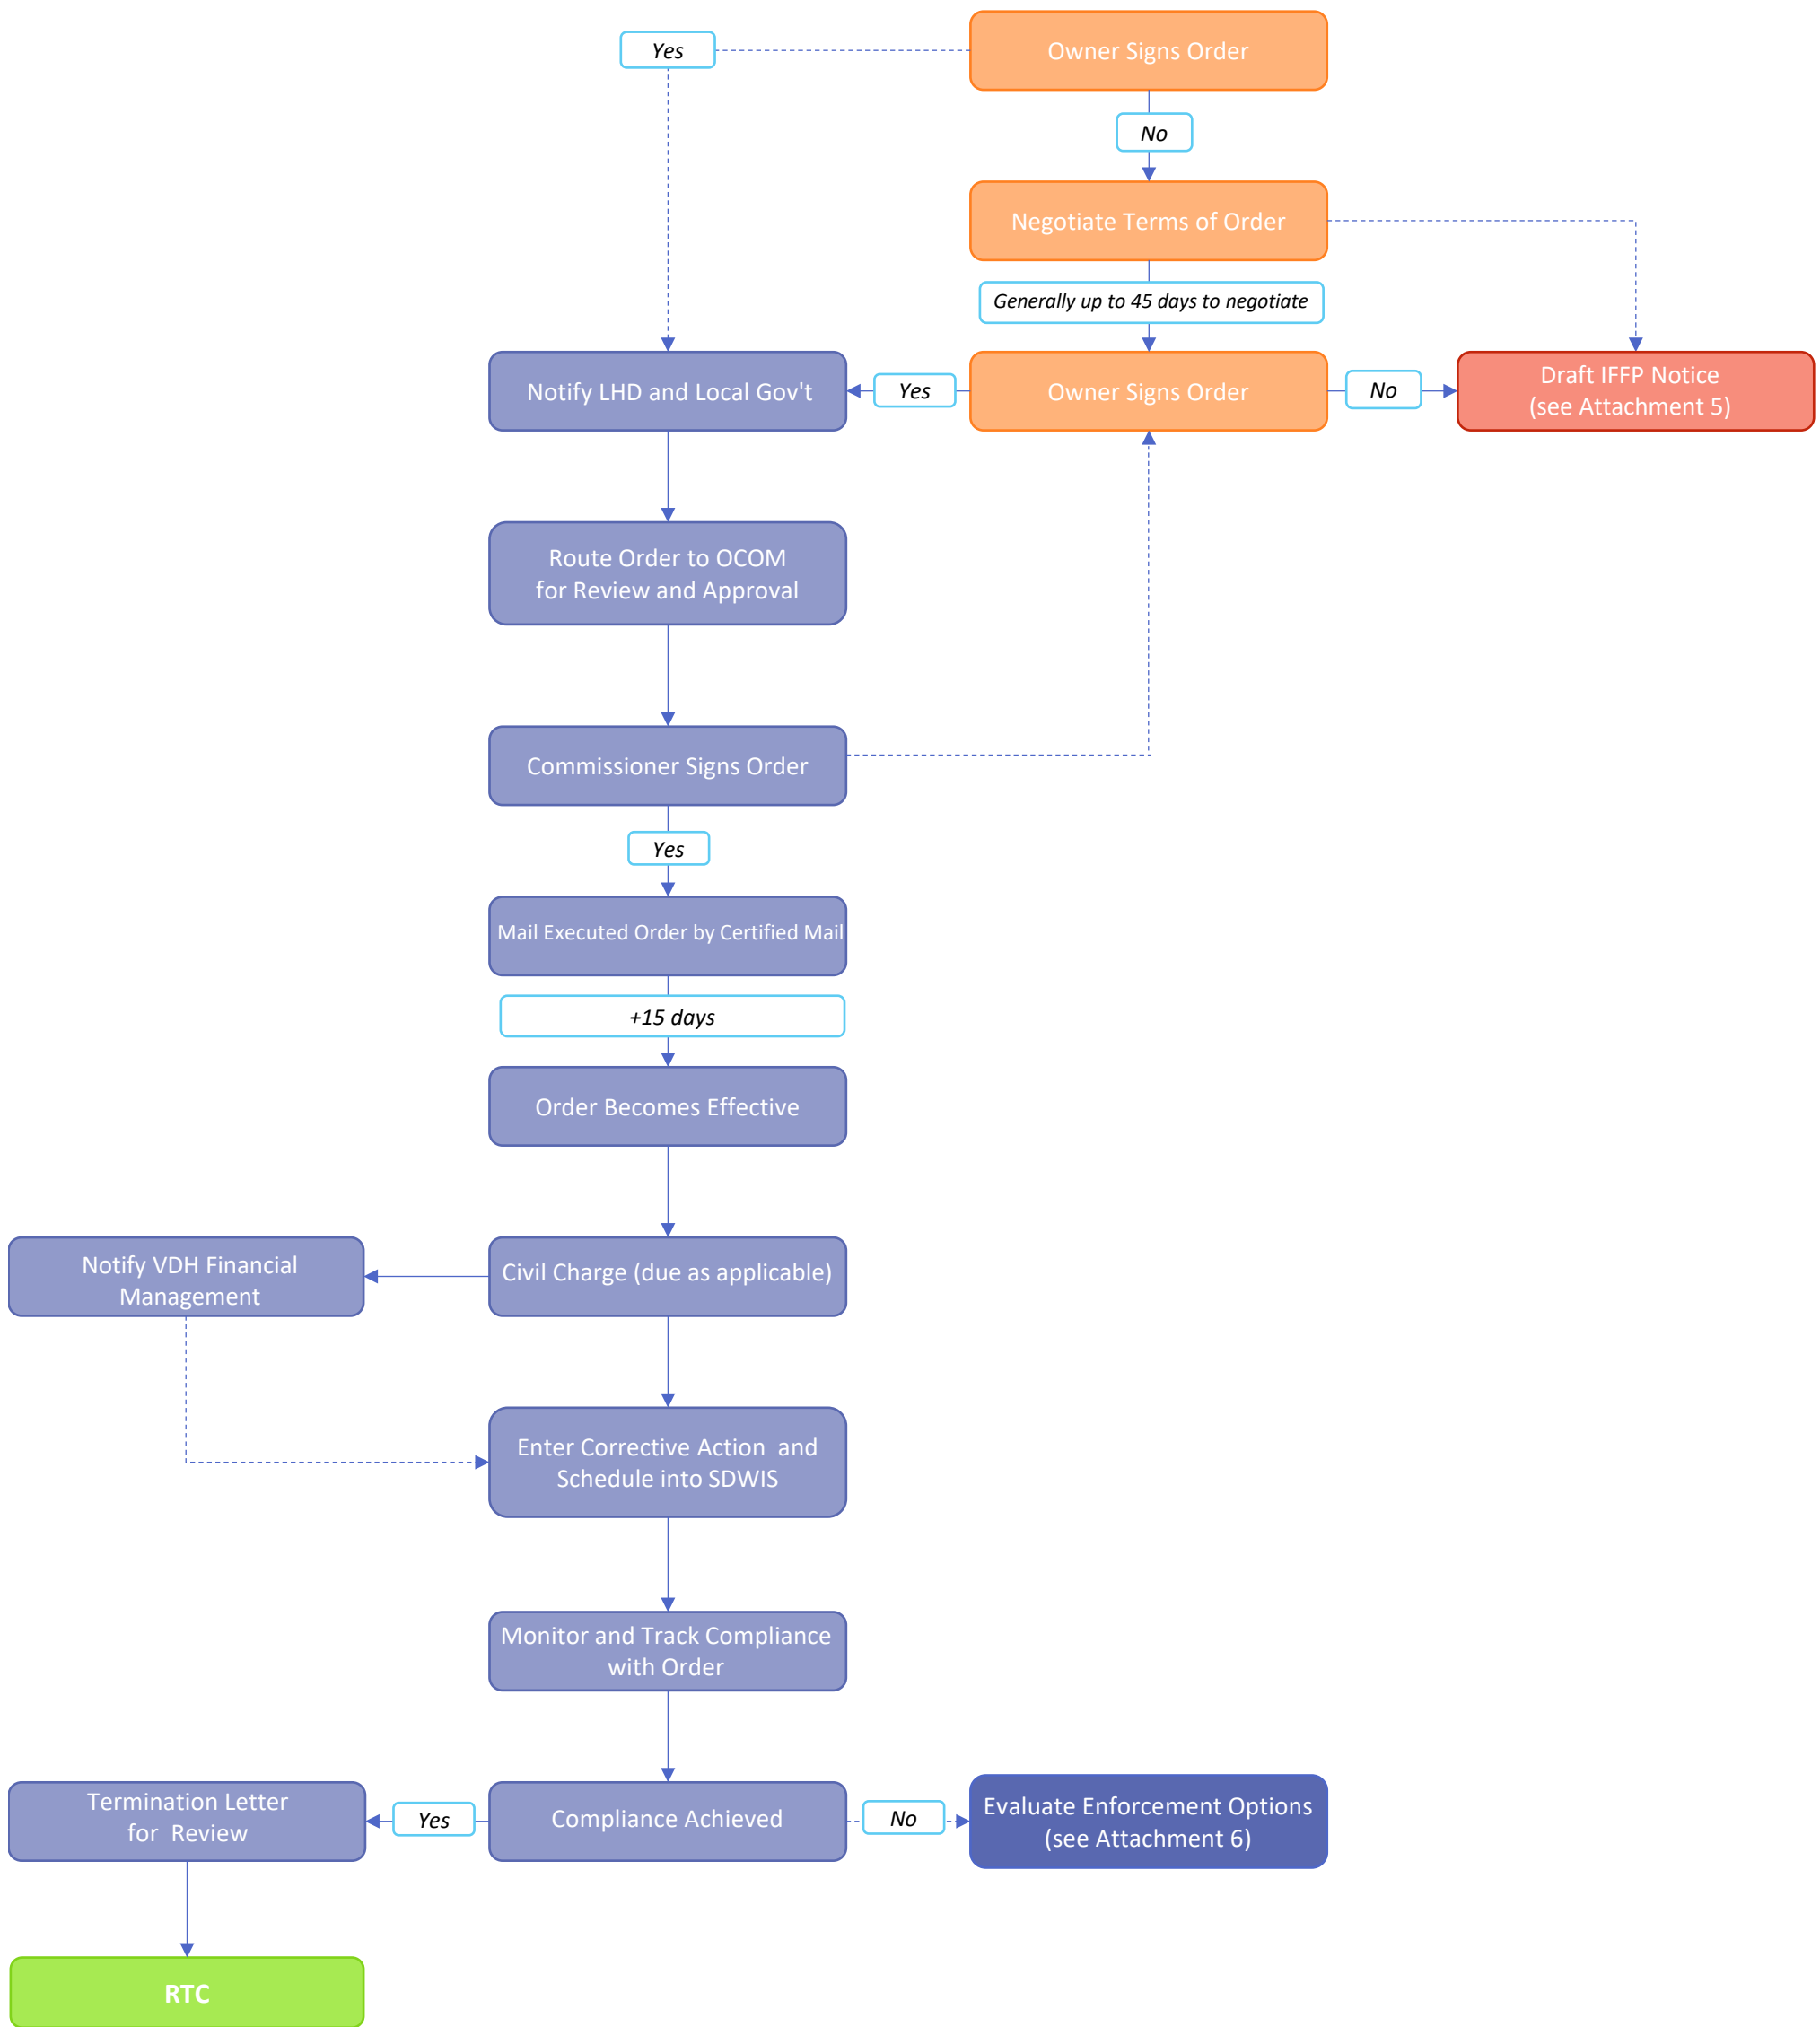 Yes
Owner Signs Order
No
Negotiate Terms of Order
Generally up to 45 days to negotiate
Notify LHD and Local Gov't
Yes
Owner Signs Order
No
Draft IFFP Notice
(see Attachment 5)
Route Order to OCOM
for Review and Approval
Commissioner Signs Order
Yes
Mail Executed Order by Certified Mail
+15 days
Order Becomes Effective
Notify VDH Financial
Management
Civil Charge (due as applicable)
Enter Corrective Action and
Schedule into SDWIS
Monitor and Track Compliance
with Order
Termination Letter
for Review
Yes
Compliance Achieved
No
Evaluate Enforcement Options
(see Attachment 6)
RTC